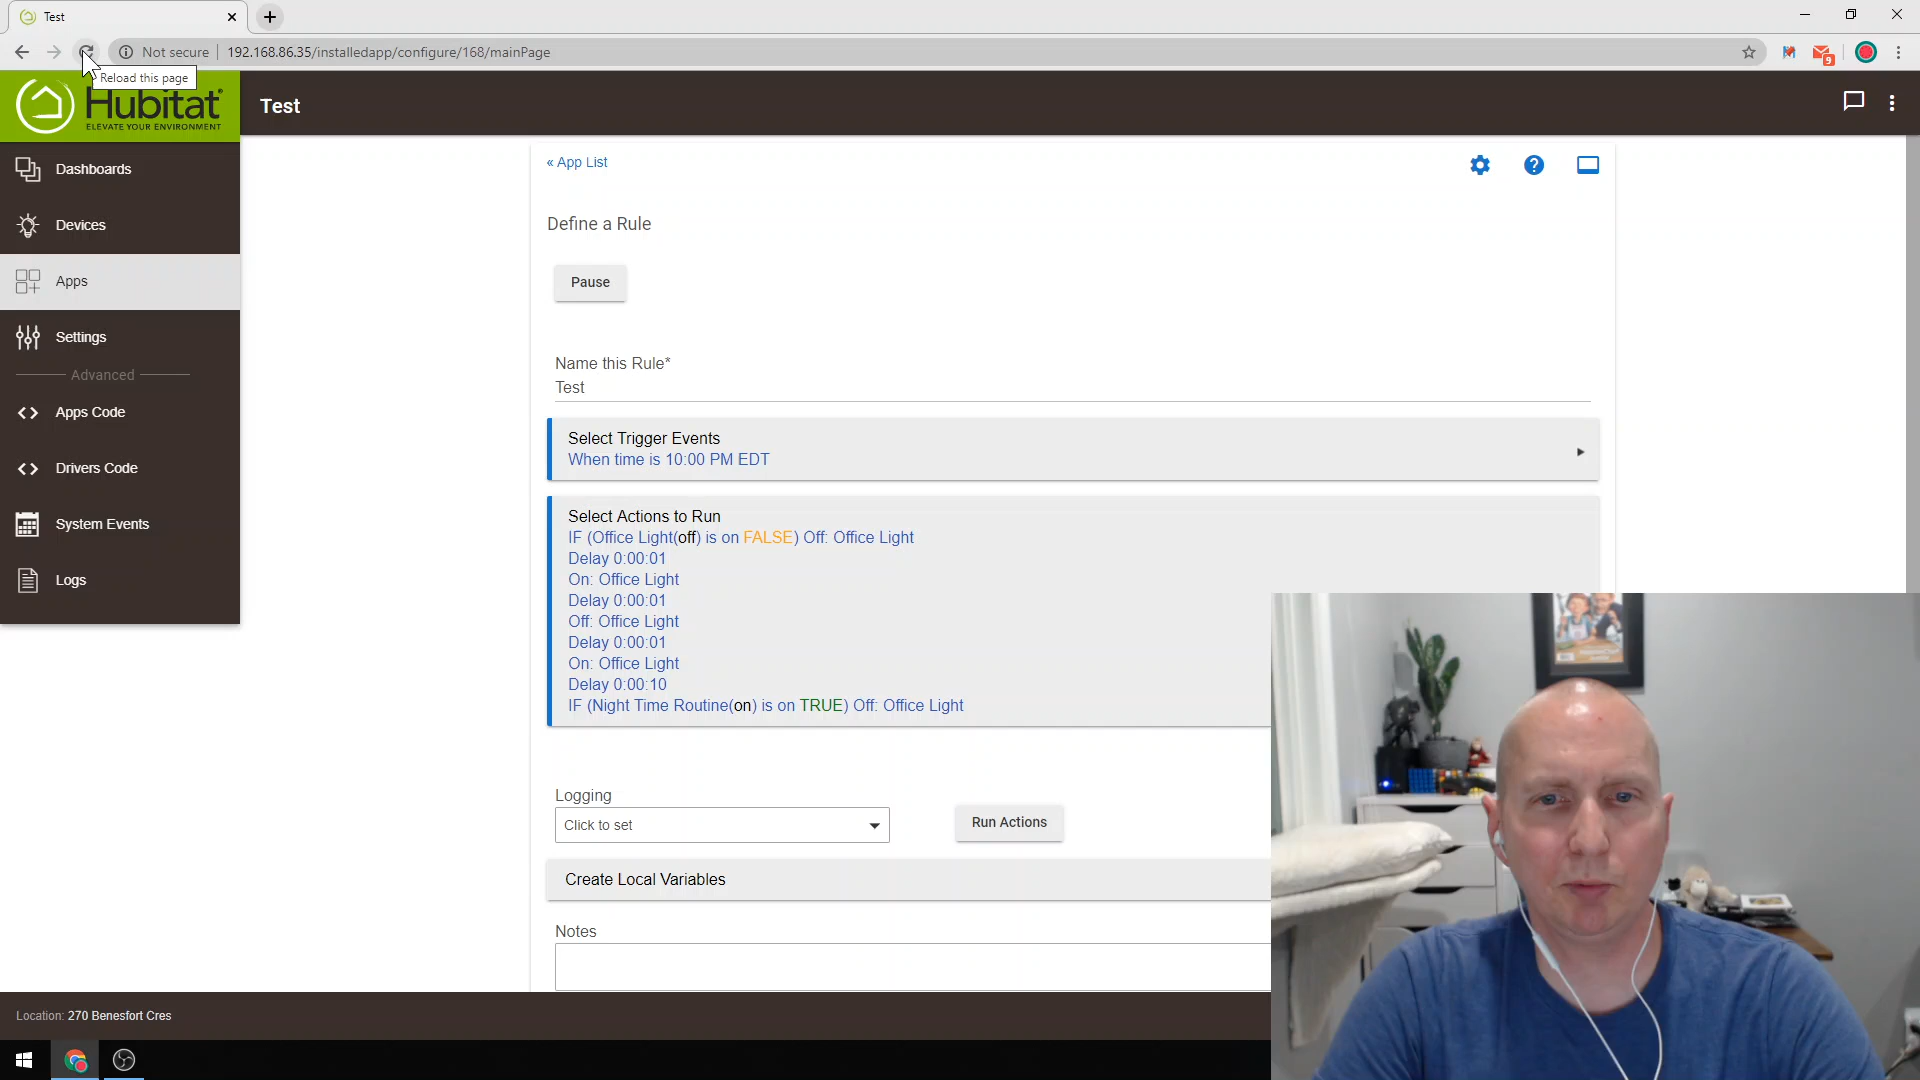 Test
Not secure
192.168.86.35/installedapp/configure/168/mainPage
9
Reload this page
Hubitat®
ELEVATE YOUR ENVIRONMENT
Test
Dashboards
Devices
Apps
Settings
Advanced
Apps Code
Drivers Code
System Events
Logs
« App List
Define a Rule
Pause
Name this Rule*
Test
Select Trigger Events
When time is 10:00 PM EDT
Select Actions to Run
IF (Office Light(off) is on FALSE) Off: Office Light
Delay 0:00:01
On: Office Light
Delay 0:00:01
Off: Office Light
Delay 0:00:01
On: Office Light
Delay 0:00:10
IF (Night Time Routine(on) is on TRUE) Off: Office Light
Logging
Click to set
Run Actions
Create Local Variables
Notes
Location: 270 Benesfort Cres